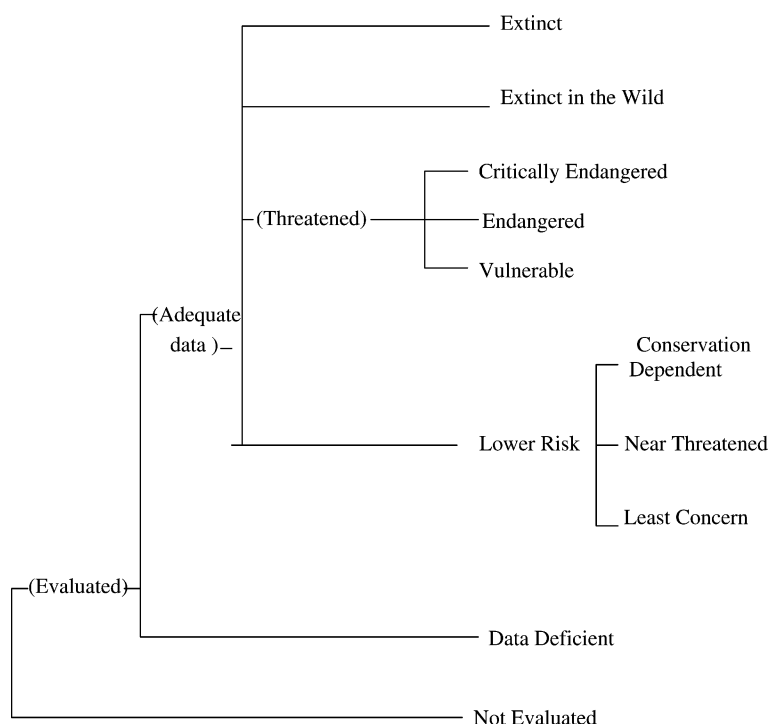 Extinct
Extinct in the Wild
Critically Endangered
(Threatened)
Endangered
Vulnerable
(Adequate
data )
Conservation
Dependent
Lower Risk
Near Threatened
Least Concern
(Evaluated)
Data Deficient
Not Evaluated